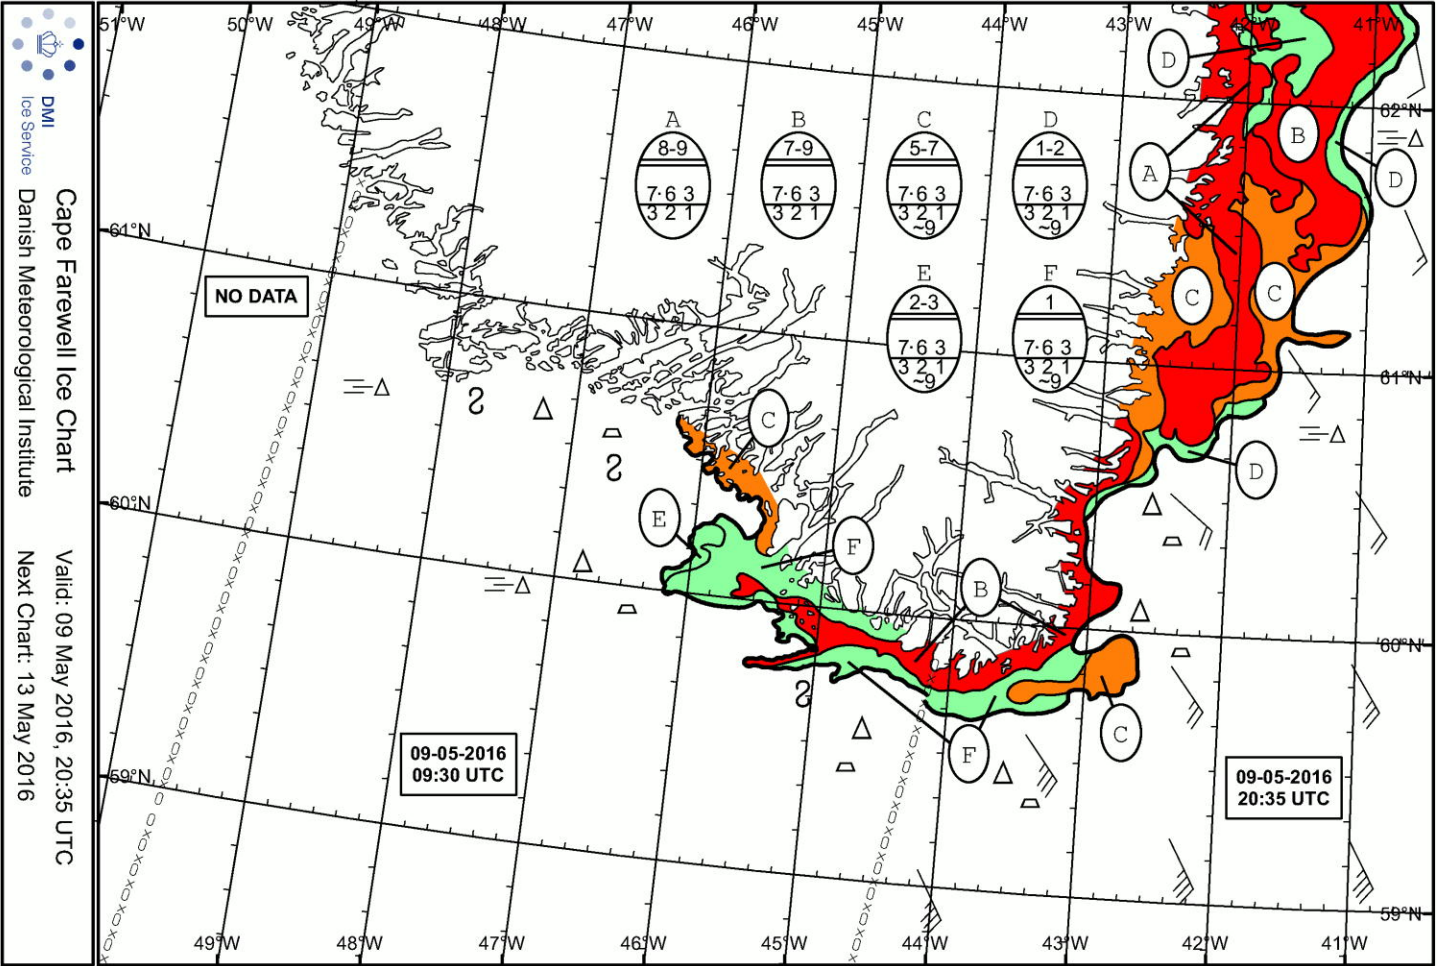 DMI
Ice Service
Cape Farewell Ice Chart
Danish Meteorological Institute
Valid: 09 May 2016, 20:35 UTC
Next Chart: 13 May 2016
51°W 50°W 49°W 48°W 47°W 46°W 45°W 44°W 43°W 42°W 41°W
D
62°N
A B C D
8-9 7-9 5-7 1-2
7·6 3 7·6 3 7·6 3 7·6 3
3 2 1 3 2 1 3 2 1 3 2 1
~9 ~9
B
A
D
61°N
E F
2-3 1
7·6 3 7·6 3
3 2 1 3 2 1
~9 ~9
NO DATA
C C
61°N
C
D
60°N
E
F
B
60°N
C
F
09-05-2016
09:30 UTC
09-05-2016
20:35 UTC
59°N
59°N
49°W 48°W 47°W 46°W 45°W 44°W 43°W 42°W 41°W